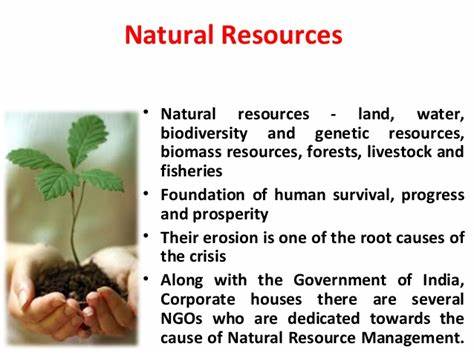 Natural Resources
• Natural resources - land, water,
biodiversity and genetic resources,
biomass resources, forests, livestock and
fisheries
• Foundation of human survival, progress
and prosperity
• Their erosion is one of the root causes of
the crisis
• Along with the Government of India,
Corporate houses there are several
NGOs who are dedicated towards the
cause of Natural Resource Management.